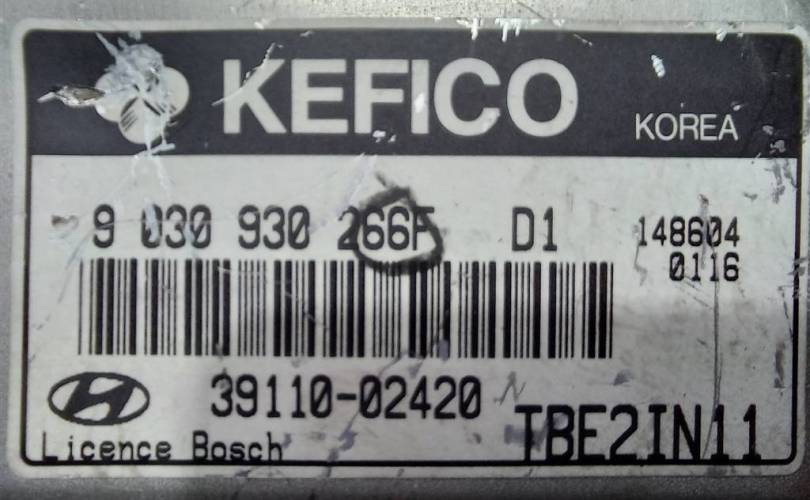 KEFICO
KOREA
9 030 930 266F D1
148604
0116
39110-02420
TBE2IN11
Licence Bosch